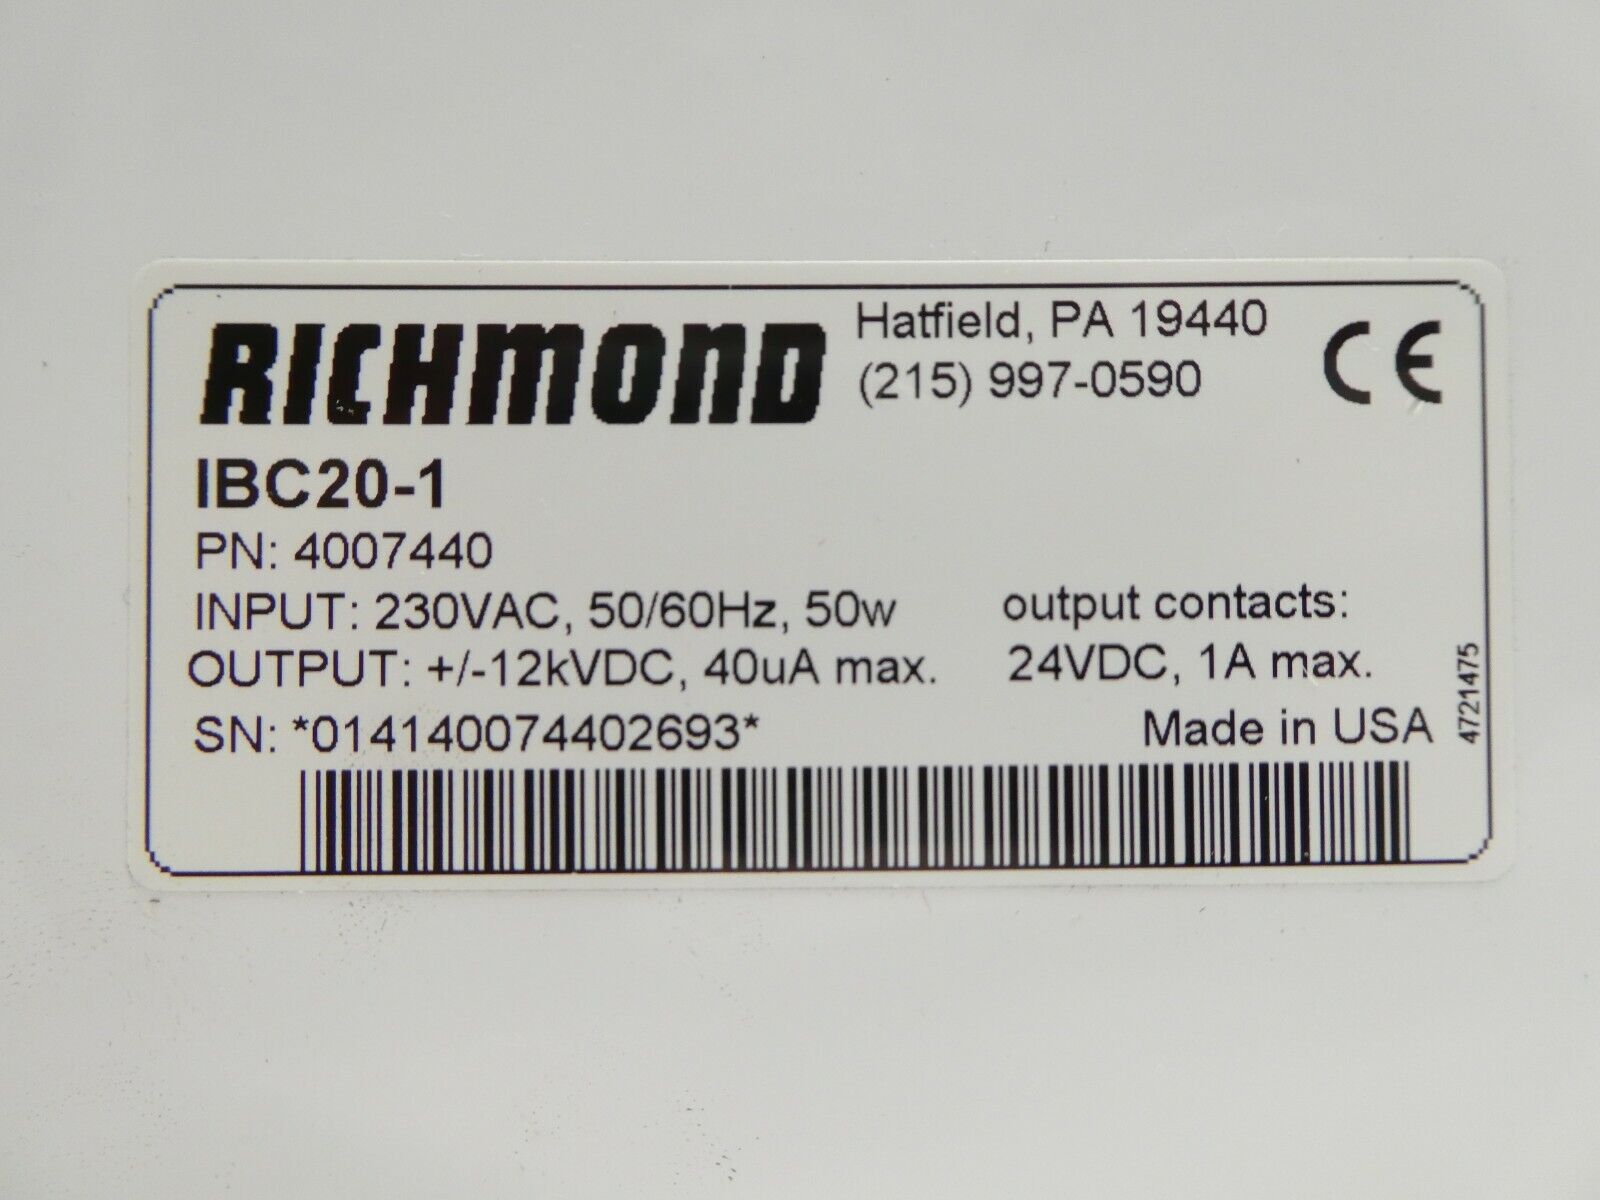 RICHMOND
Hatfield, PA 19440
(215) 997-0590
CE
IBC20-1
PN: 4007440
INPUT: 230VAC, 50/60Hz, 50w
output contacts:
OUTPUT: +/-12kVDC, 40uA max.
24VDC, 1A max.
SN: *014140074402693*
Made in USA
4721475